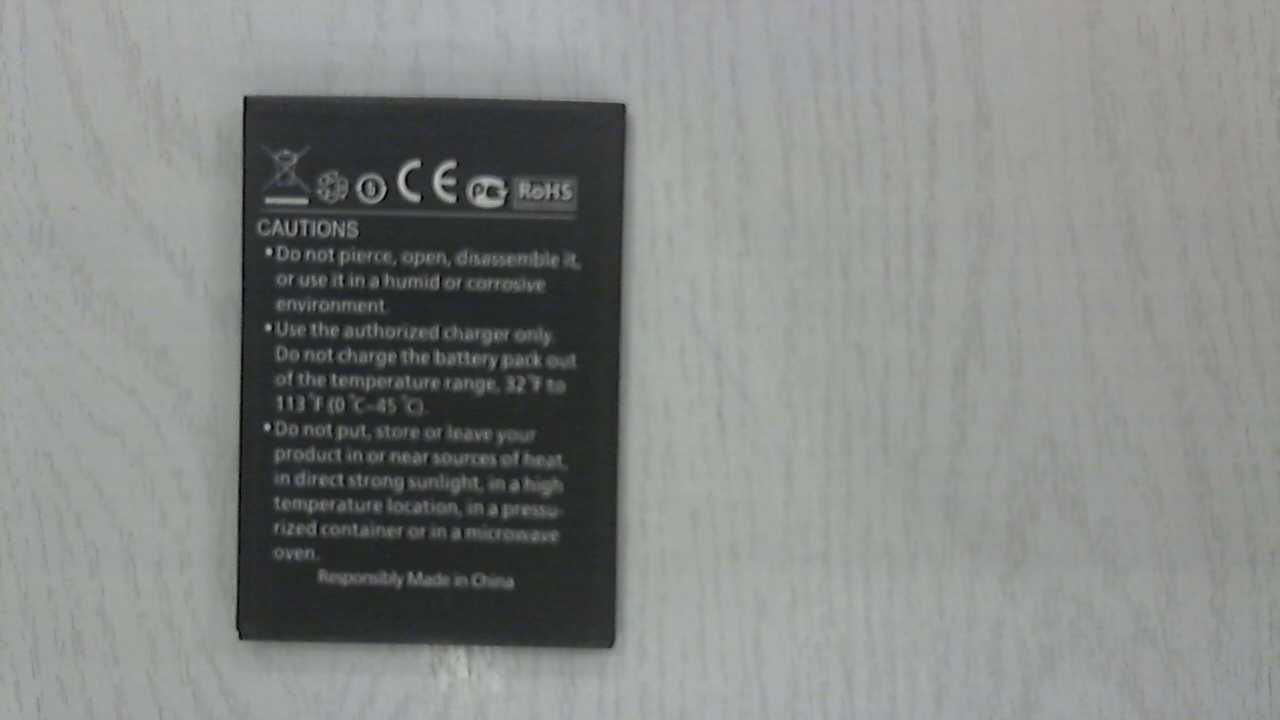 CE PC RoHS
CAUTIONS
•Do not pierce, open, disassemble it,
or use it in a humid or corrosive
environment.
•Use the authorized charger only.
Do not charge the battery pack out
of the temperature range, 32˚F to
113˚F (0˚C–45˚C).
•Do not put, store or leave your
product in or near sources of heat,
in direct strong sunlight, in a high
temperature location, in a pressu-
rized container or in a microwave
oven.
Responsibly Made in China